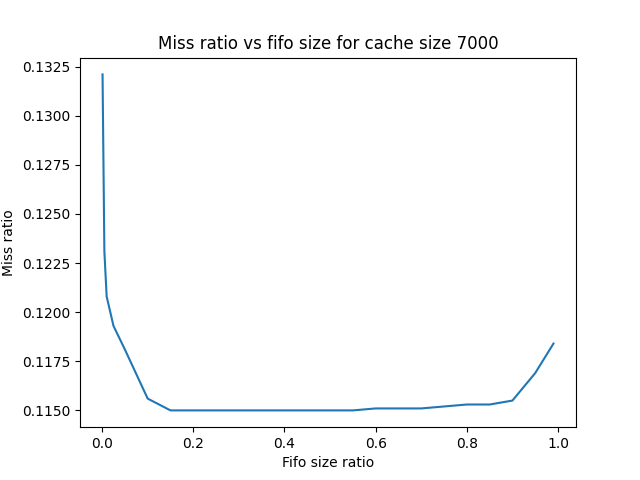 Miss ratio vs fifo size for cache size 7000
0.1325
0.1300
0.1275
0.1250
0.1225
0.1200
0.1175
0.1150
Miss ratio
0.0 0.2 0.4 0.6 0.8 1.0
Fifo size ratio